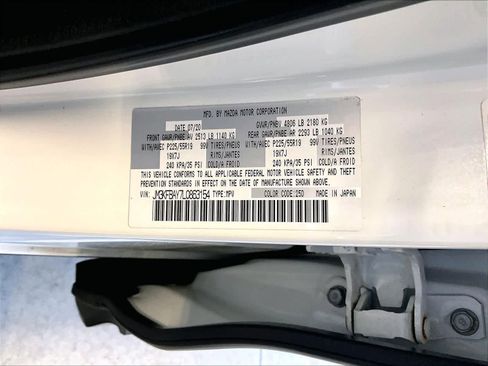 MFD. BY MAZDA MOTOR CORPORATION
DATE 07/20 GVWR/PNBV 4806 LB 2180 KG
FRONT GAWR/PNBE AV 2513 LB 1140 KG REAR GAWR/PNBE AR 2293 LB 1040 KG
WITH/AVEC P225/55R19 99V TIRES/PNEUS WITH/AVEC P225/55R19 99V TIRES/PNEUS
19X7J RIMS/JANTES 19X7J RIMS/JANTES
240 KPA/35 PSI COLD/A FROID 240 KPA/35 PSI COLD/A FROID
THIS VEHICLE CONFORMS TO ALL APPLICABLE FEDERAL MOTOR VEHICLE SAFETY
AND THEFT PREVENTION STANDARDS IN EFFECT ON THE DATE OF MANUFACTURE SHOWN ABOVE.
VIN: JM3KFBAY7L0863154 TYPE:MPV COLOR CODE:25D MADE IN JAPAN